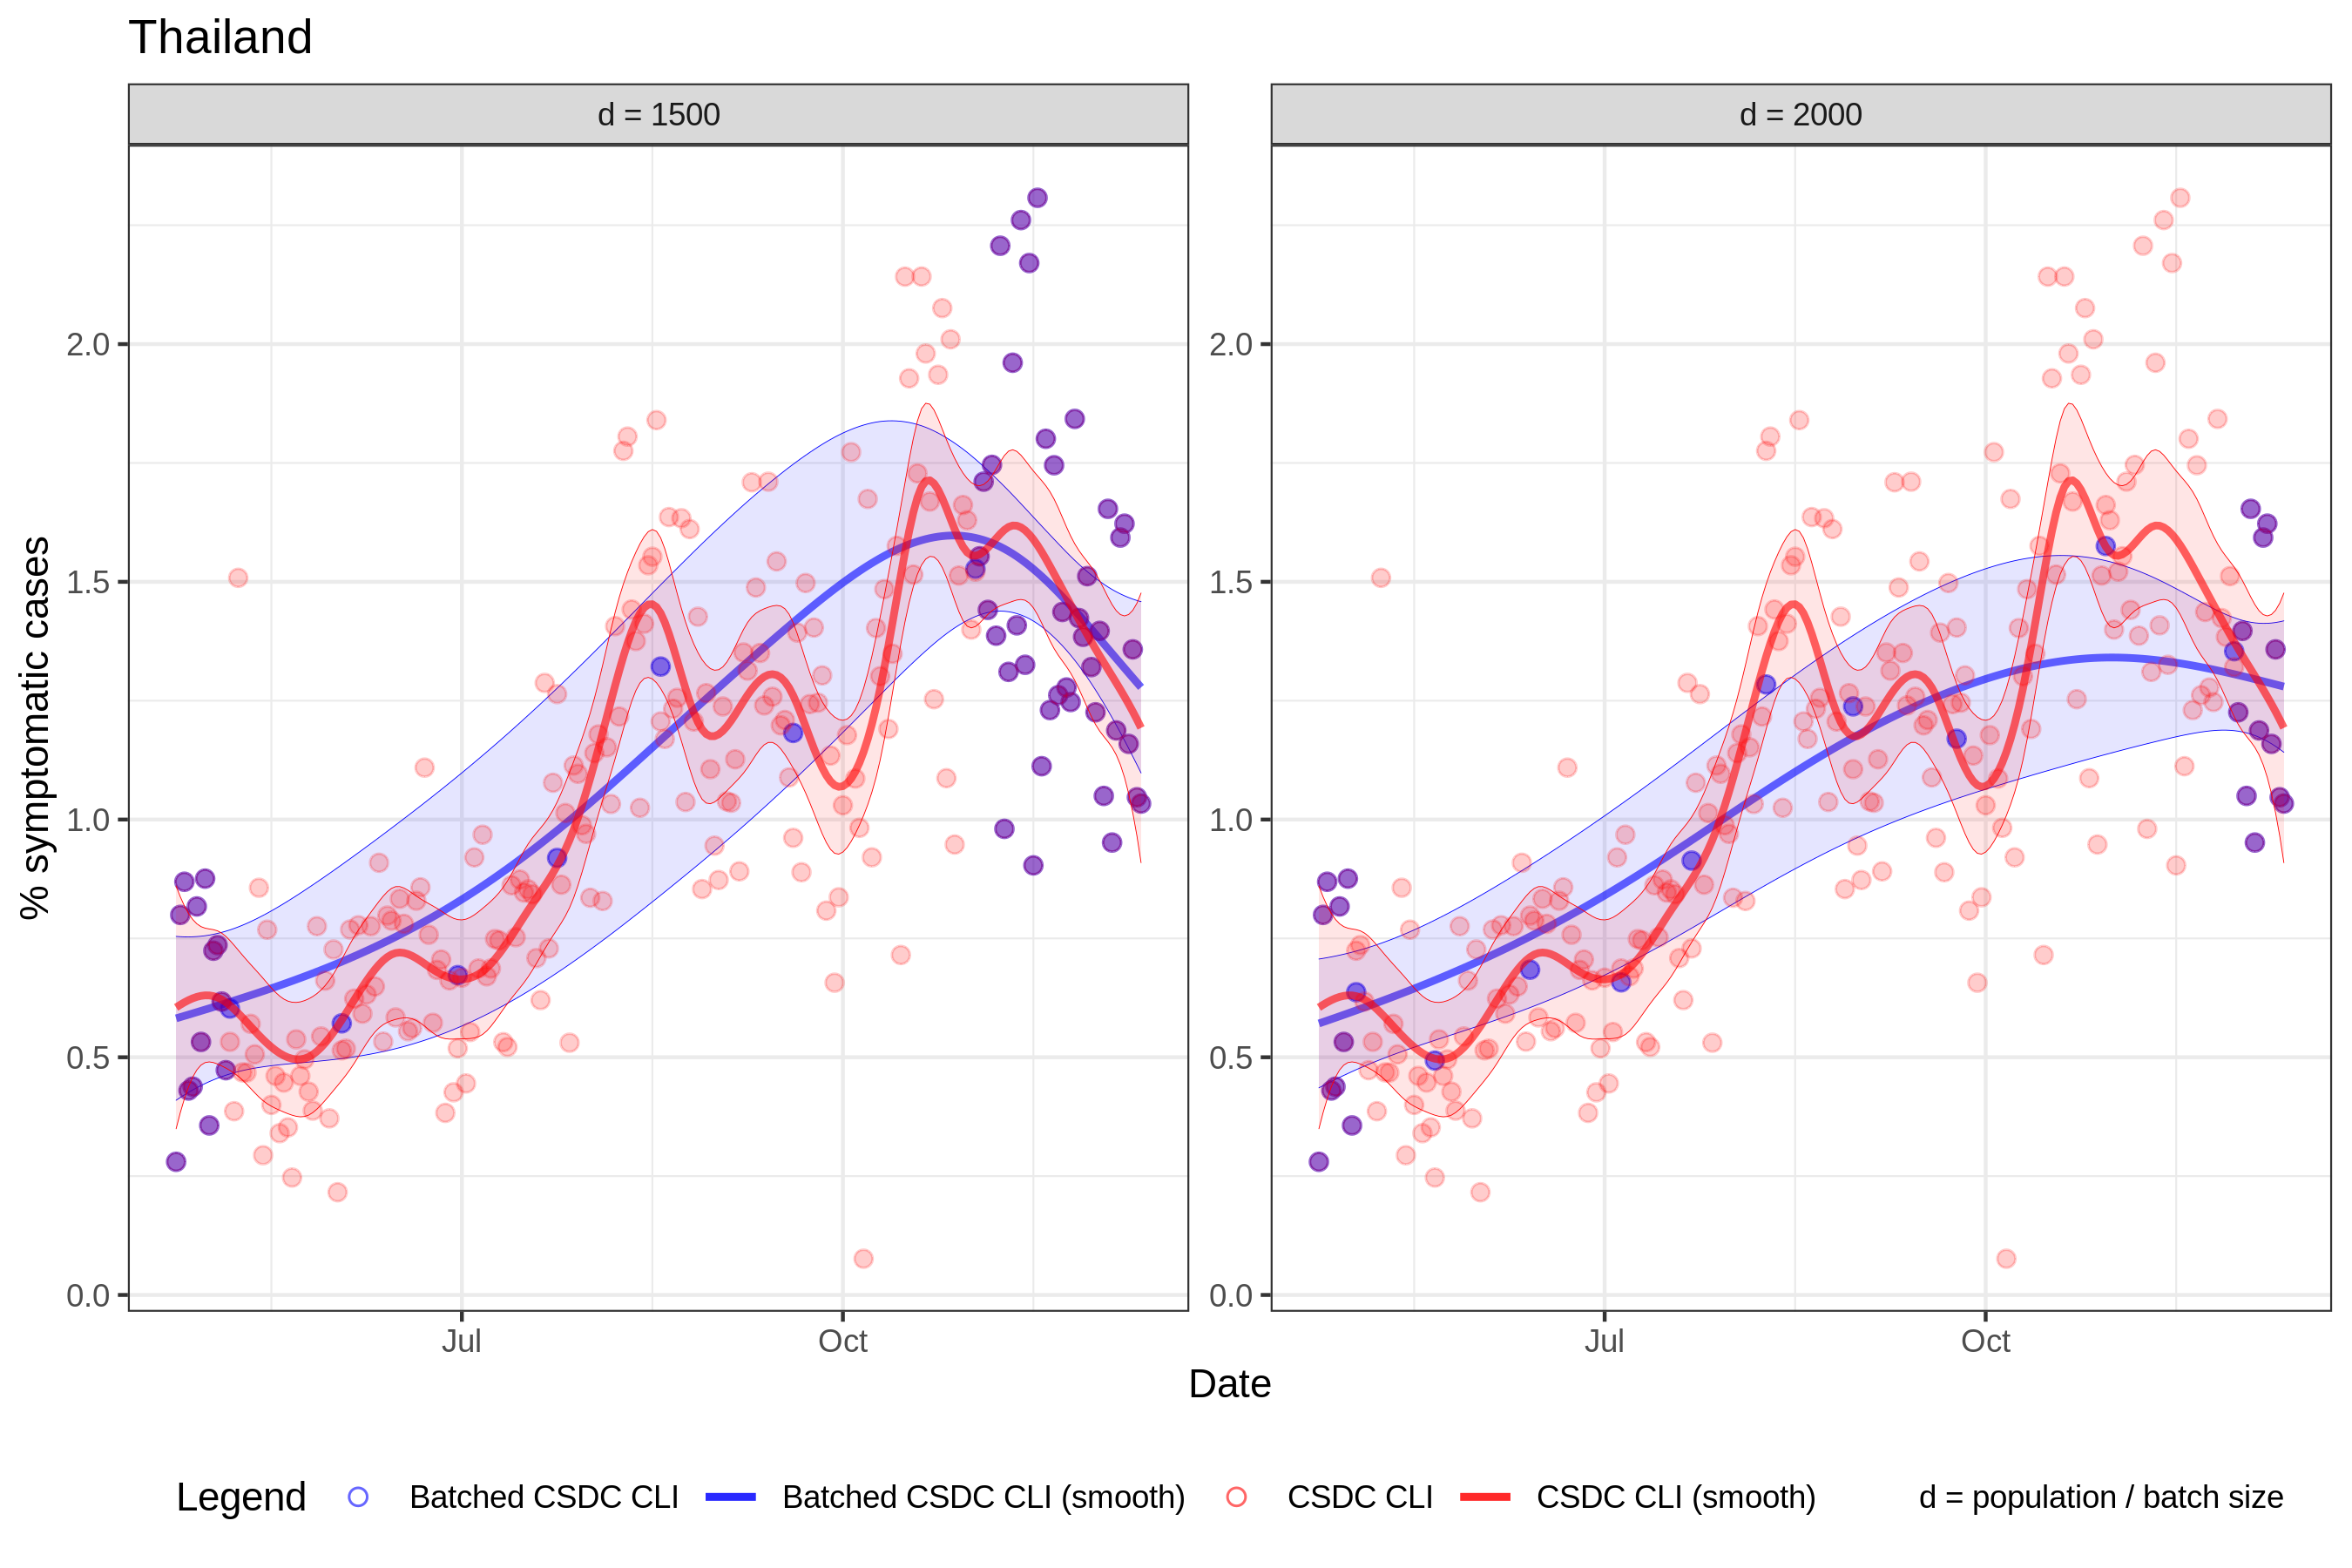 Thailand
d = 1500
d = 2000
% symptomatic cases
2.0
1.5
1.0
0.5
0.0
2.0
1.5
1.0
0.5
0.0
Jul
Oct
Jul
Oct
Date
Legend
Batched CSDC CLI
Batched CSDC CLI (smooth)
CSDC CLI
CSDC CLI (smooth)
d = population / batch size